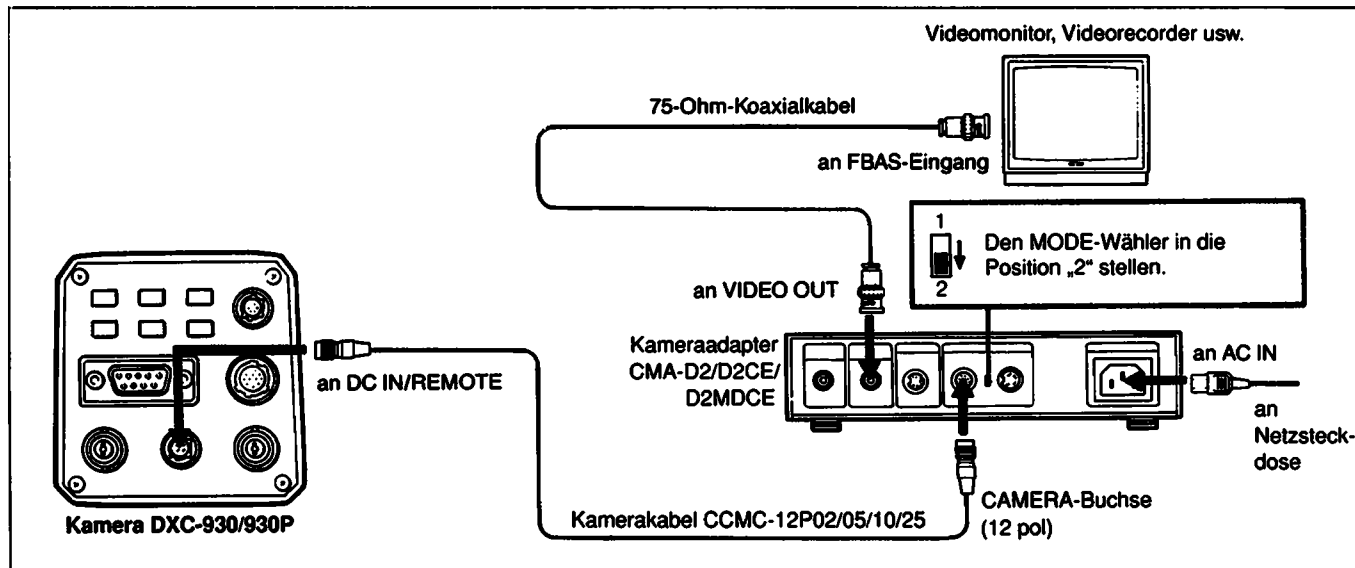 Videomonitor, Videorecorder usw.
75-Ohm-Koaxialkabel
an FBAS-Eingang
1
Den MODE-Wähler in die
Position „2“ stellen.
2
an VIDEO OUT
Kameraadapter
CMA-D2/D2CE/
D2MDCE
an AC IN
an
Netzsteck-
dose
an DC IN/REMOTE
CAMERA-Buchse
(12 pol)
Kamerakabel CCMC-12P02/05/10/25
Kamera DXC-930/930P